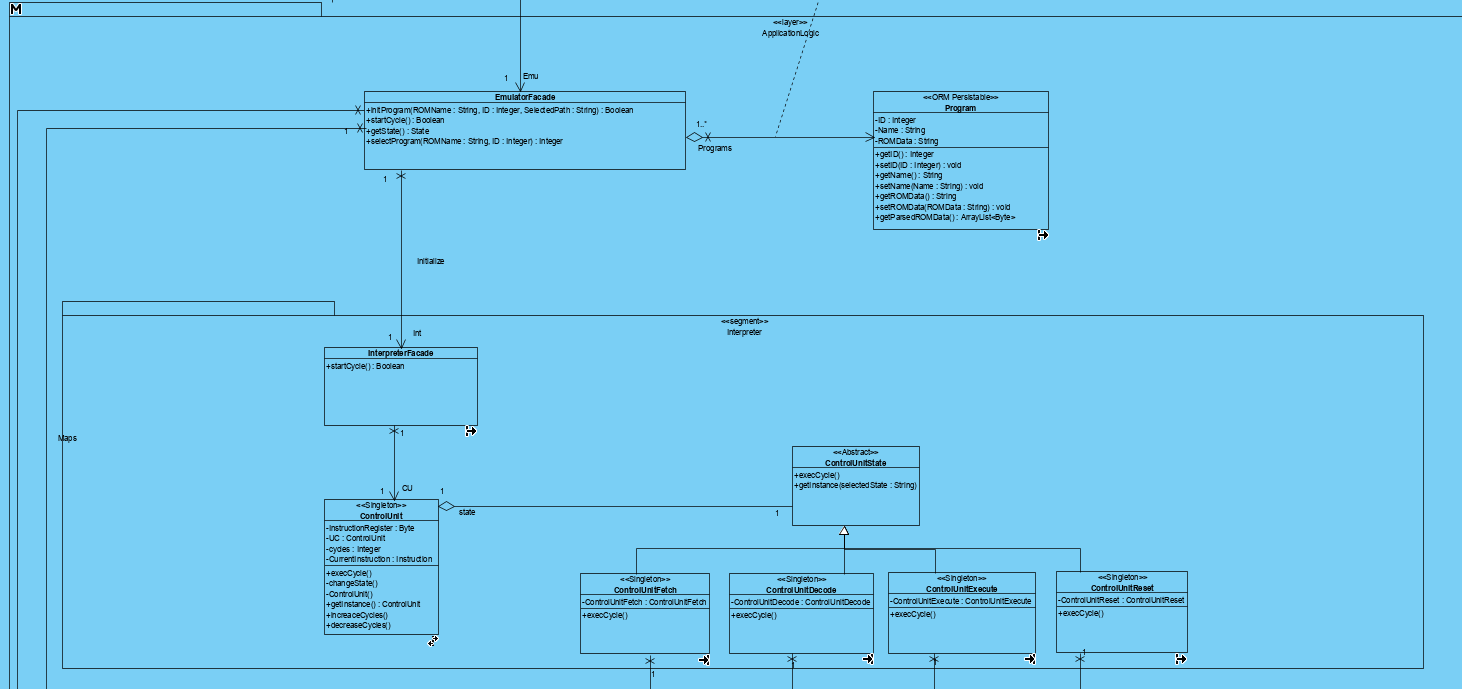 M
<<layer>>
ApplicationLogic
1
Emu
EmulatorFacade
+initProgram(ROMName : String, ID : Integer, SelectedPath : String) : Boolean
+startCycle() : Boolean
+getState() : State
+selectProgram(ROMName : String, ID : Integer) : Integer
1
1
1..*
Programs
<<ORM Persistable>>
Program
-ID : Integer
-Name : String
-ROMData : String
+getID() : Integer
+setID(ID : Integer) : void
+getName() : String
+setName(Name : String) : void
+getROMData() : String
+setROMData(ROMData : String) : void
+getParsedROMData() : ArrayList<Byte>
Initialize
<<segment>>
Interpreter
1
Int
InterpreterFacade
+startCycle() : Boolean
Maps
1
1
CU
<<Singleton>>
ControlUnit
-InstructionRegister : Byte
-UC : ControlUnit
-cycles : Integer
-CurrentInstruction : Instruction
+execCycle()
-changeState()
-ControlUnit()
+getInstance() : ControlUnit
+increaceCycles()
+decreaseCycles()
1
state
1
<<Abstract>>
ControlUnitState
+execCycle()
+getInstance(selectedState : String)
<<Singleton>>
ControlUnitFetch
-ControlUnitFetch : ControlUnitFetch
+execCycle()
<<Singleton>>
ControlUnitDecode
-ControlUnitDecode : ControlUnitDecode
+execCycle()
<<Singleton>>
ControlUnitExecute
-ControlUnitExecute : ControlUnitExecute
+execCycle()
<<Singleton>>
ControlUnitReset
-ControlUnitReset : ControlUnitReset
+execCycle()
1
1
1
1